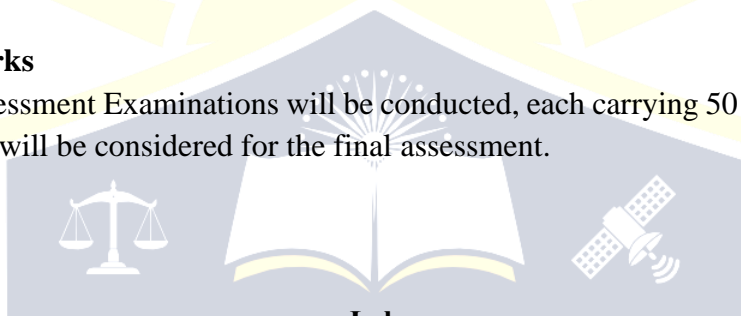 rks
essment Examinations will be conducted, each carrying 50
will be considered for the final assessment.